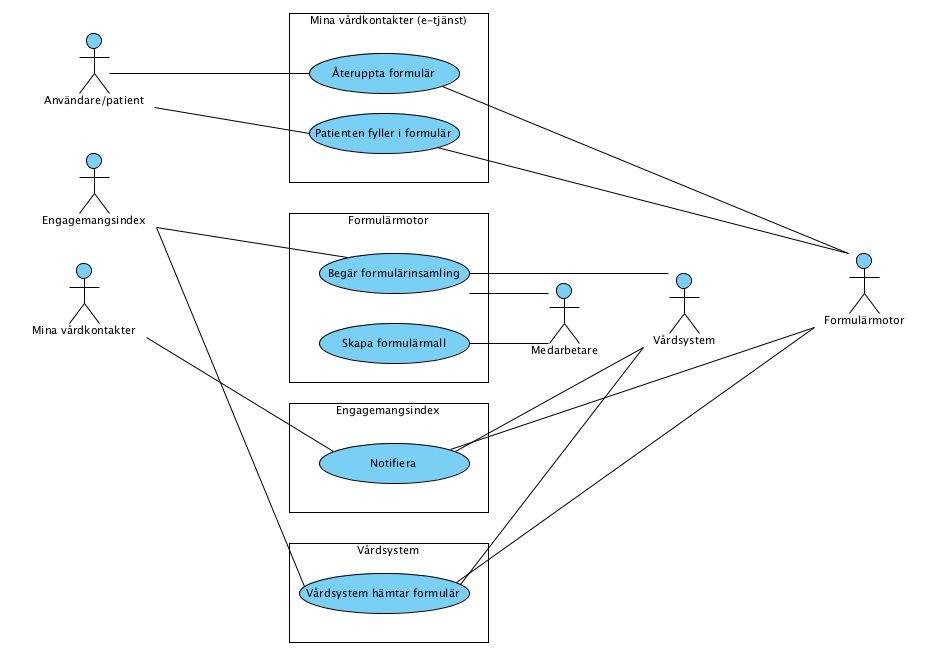 Mina vårdkontakter (e-tjänst)
Återuppta formulär
Användare/patient
Patienten fyller i formulär
Engagemangsindex
Formulärmotor
Begär formulärinsamling
Mina vårdkontakter
Skapa formulärmall
Medarbetare
Vårdsystem
Formulärmotor
Engagemangsindex
Notifiera
Vårdsystem
Vårdsystem hämtar formulär